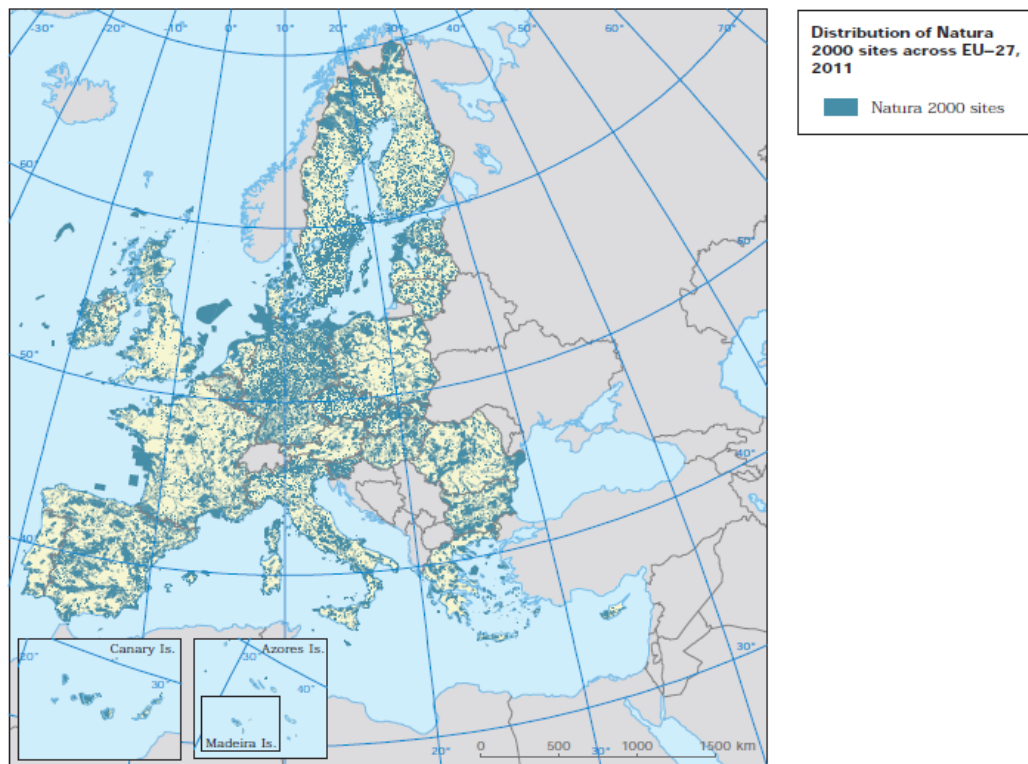 -30° -20° -10° 0° 10° 20° 30° 40° 50° 60° 70°
Distribution of Natura
2000 sites across EU–27,
2011
Natura 2000 sites
60°
50°
50°
40°
40°
30°
Canary Is.
20°
30°
Azores Is.
30°
40°
Madeira Is.
20°
30°
0 500 1000 1500 km